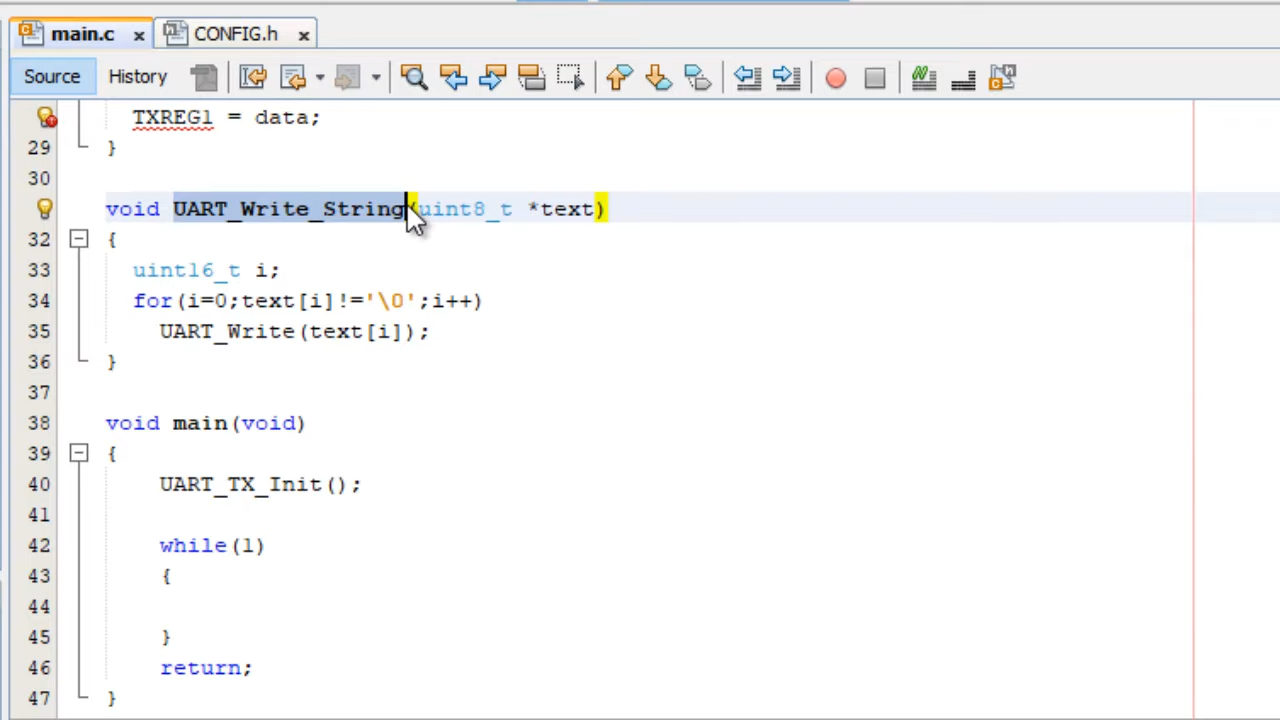 main.c × CONFIG.h ×
Source History
TXREG1 = data;
29 }
30
void UART_Write_String(uint8_t *text)
32 {
33 uint16_t i;
34 for(i=0;text[i]!='\0';i++)
35 UART_Write(text[i]);
36 }
37
38 void main(void)
39 {
40 UART_TX_Init();
41
42 while(1)
43 {
44
45 }
46 return;
47 }